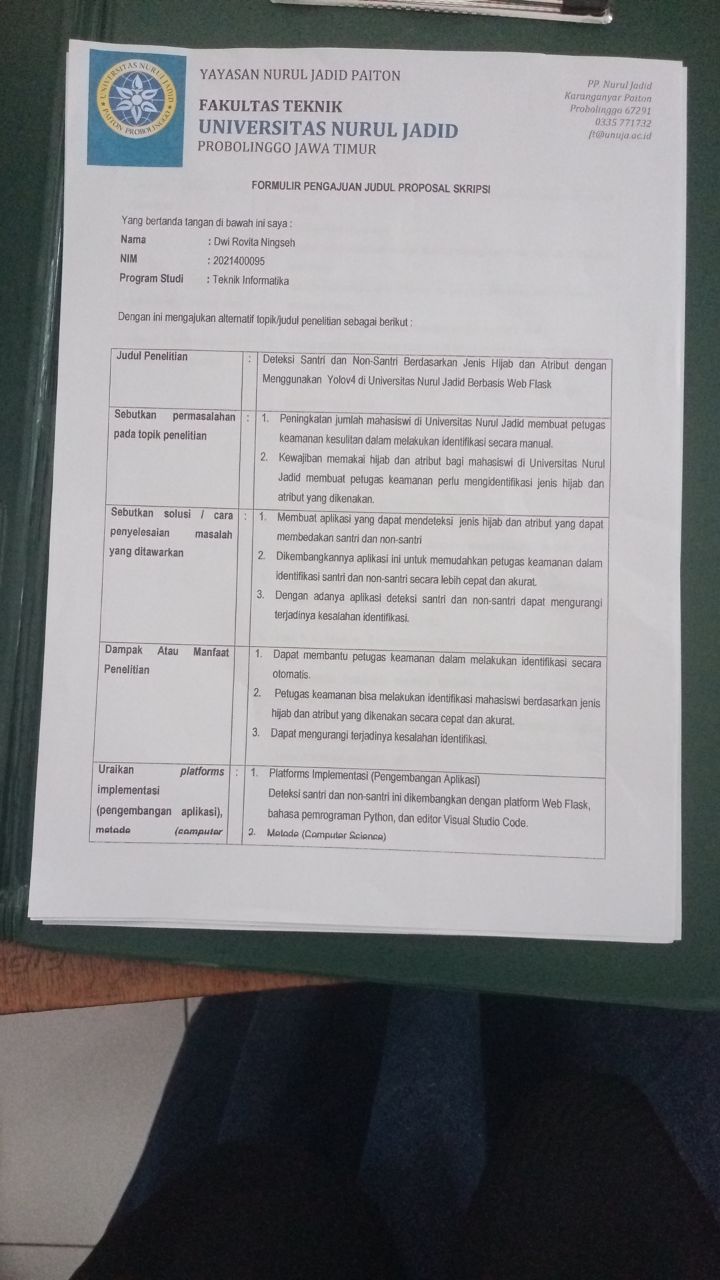 UNIVERSITAS NURUL JADID
PAITON PROBOLINGGO
YAYASAN NURUL JADID PAITON
FAKULTAS TEKNIK
UNIVERSITAS NURUL JADID
PROBOLINGGO JAWA TIMUR
PP. Nurul Jadid
Karanganyar Paiton
Probolinggo 67291
0335 771732
ft@unuja.ac.id
FORMULIR PENGAJUAN JUDUL PROPOSAL SKRIPSI
Yang bertanda tangan di bawah ini saya :
Nama : Dwi Rovita Ningseh
NIM : 2021400095
Program Studi : Teknik Informatika
Dengan ini mengajukan alternatif topik/judul penelitian sebagai berikut :
Judul Penelitian : Deteksi Santri dan Non-Santri Berdasarkan Jenis Hijab dan Atribut dengan
Menggunakan Yolov4 di Universitas Nurul Jadid Berbasis Web Flask
Sebutkan permasalahan : 1. Peningkatan jumlah mahasiswi di Universitas Nurul Jadid membuat petugas
pada topik penelitian keamanan kesulitan dalam melakukan identifikasi secara manual.
2. Kewajiban memakai hijab dan atribut bagi mahasiswi di Universitas Nurul
Jadid membuat petugas keamanan perlu mengidentifikasi jenis hijab dan
atribut yang dikenakan.
Sebutkan solusi / cara : 1. Membuat aplikasi yang dapat mendeteksi jenis hijab dan atribut yang dapat
penyelesaian masalah membedakan santri dan non-santri
yang ditawarkan 2. Dikembangkannya aplikasi ini untuk memudahkan petugas keamanan dalam
identifikasi santri dan non-santri secara lebih cepat dan akurat.
3. Dengan adanya aplikasi deteksi santri dan non-santri dapat mengurangi
terjadinya kesalahan identifikasi.
Dampak Atau Manfaat 1. Dapat membantu petugas keamanan dalam melakukan identifikasi secara
Penelitian otomatis.
2. Petugas keamanan bisa melakukan identifikasi mahasiswi berdasarkan jenis
hijab dan atribut yang dikenakan secara cepat dan akurat.
3. Dapat mengurangi terjadinya kesalahan identifikasi.
Uraikan platforms : 1. Platforms Implementasi (Pengembangan Aplikasi)
implementasi Deteksi santri dan non-santri ini dikembangkan dengan platform Web Flask,
(pengembangan aplikasi), bahasa pemrograman Python, dan editor Visual Studio Code.
metode (computer 2. Metode (Computer Science)